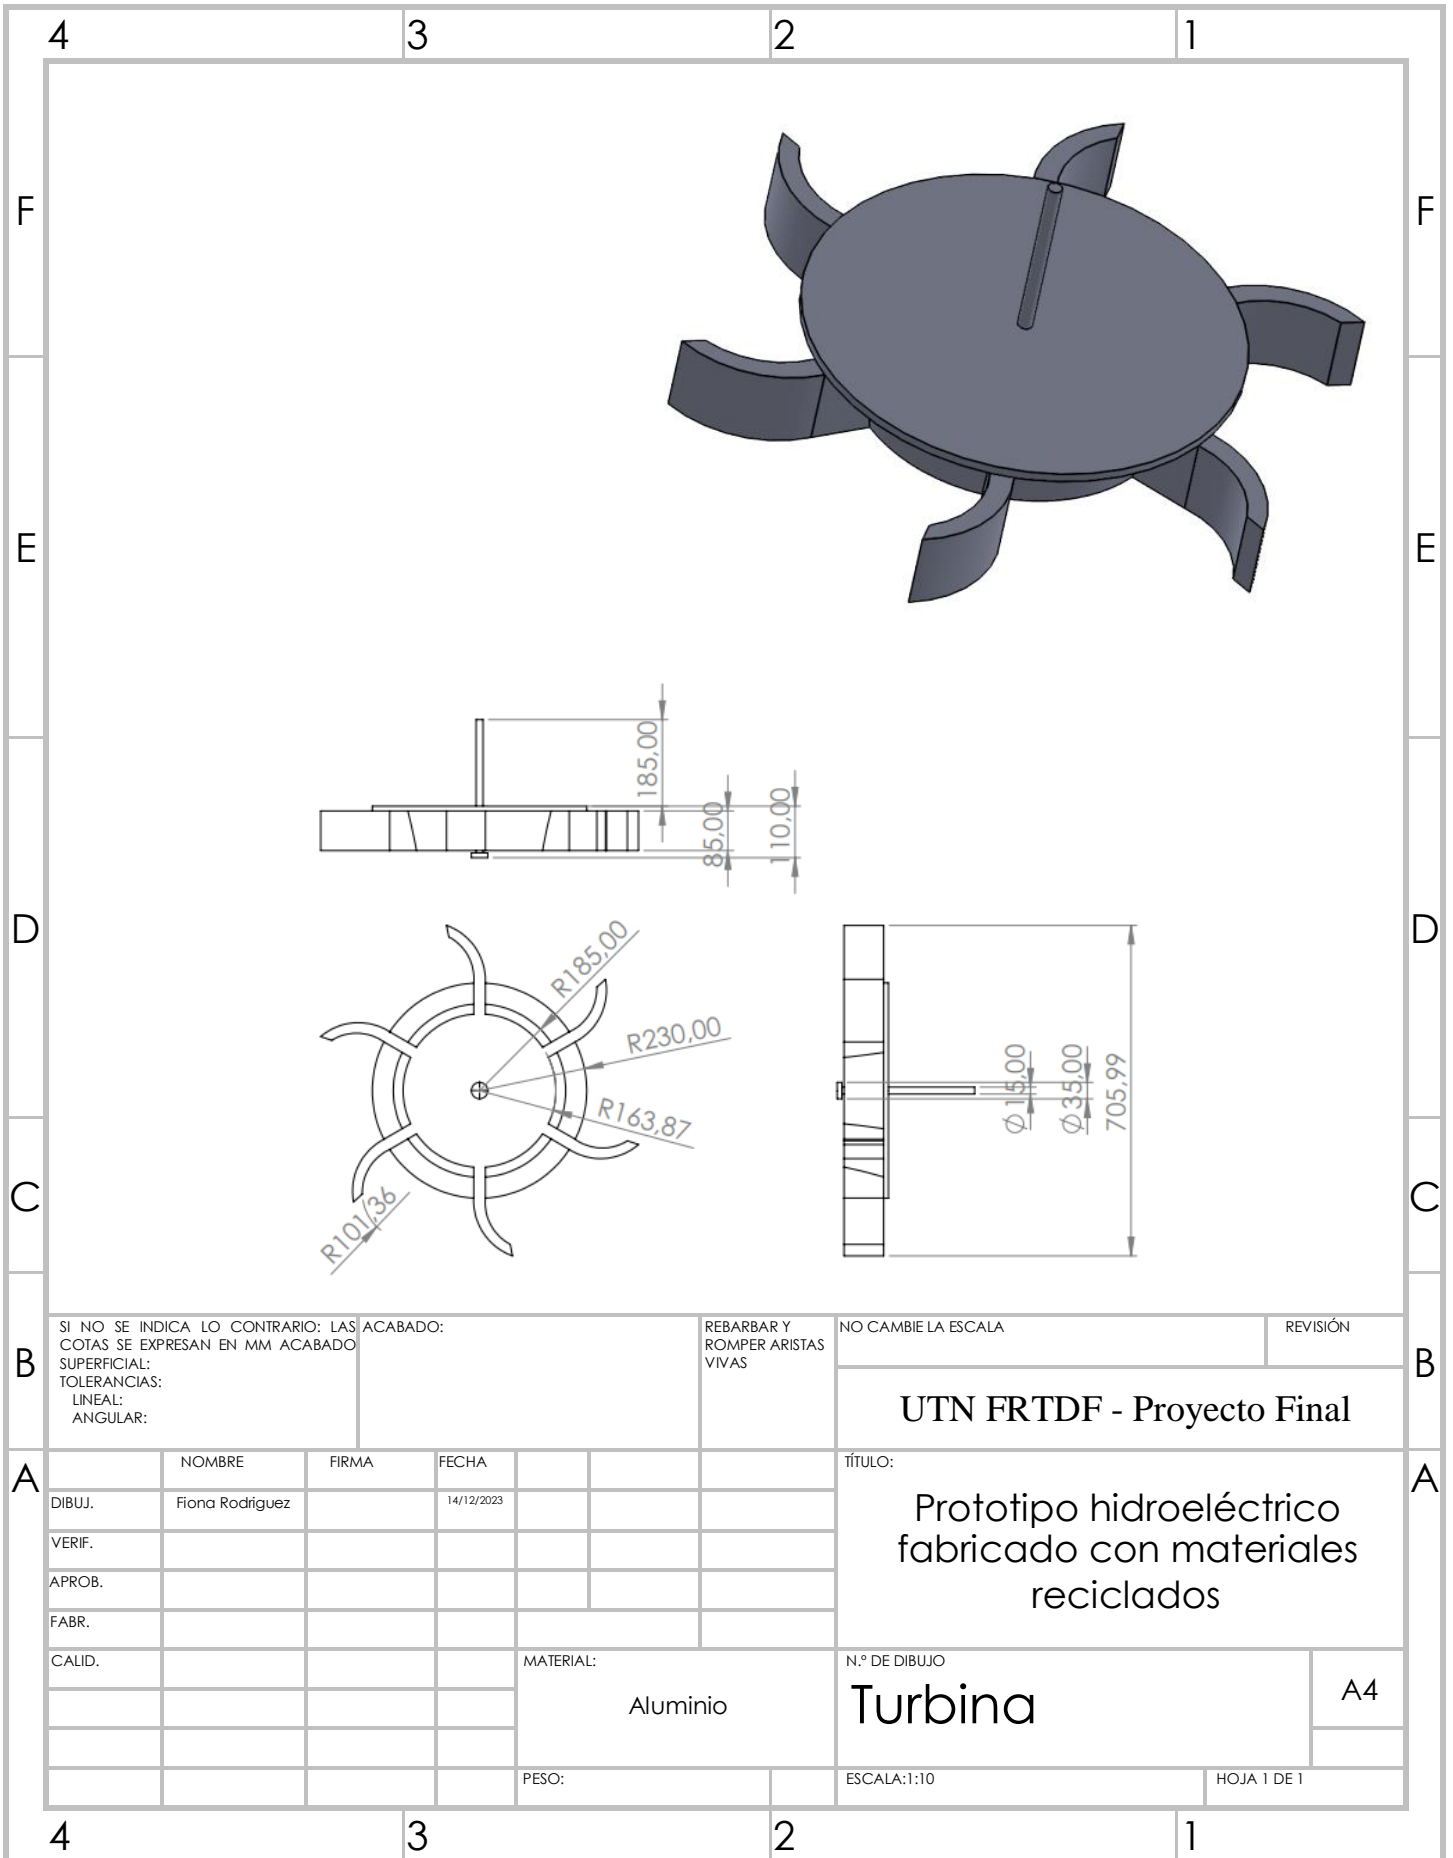 4 3 2 1
F F
E E
D D
C C
B B
A A
185,00
85,00
110,00
R185,00
R230,00
R163,87
R101,36
∅15,00
∅35,00
705,99
SI NO SE INDICA LO CONTRARIO: LAS
COTAS SE EXPRESAN EN MM ACABADO
SUPERFICIAL:
TOLERANCIAS:
LINEAL:
ANGULAR:
ACABADO:
REBARBAR Y
ROMPER ARISTAS
VIVAS
NO CAMBIE LA ESCALA
REVISIÓN
UTN FRTDF - Proyecto Final
NOMBRE FIRMA FECHA
DIBUJ. Fiona Rodriguez 14/12/2023
VERIF.
APROB.
FABR.
CALID.
TÍTULO:
Prototipo hidroeléctrico
fabricado con materiales
reciclados
MATERIAL:
Aluminio
N.º DE DIBUJO
Turbina
A4
PESO:
ESCALA:1:10
HOJA 1 DE 1
4 3 2 1